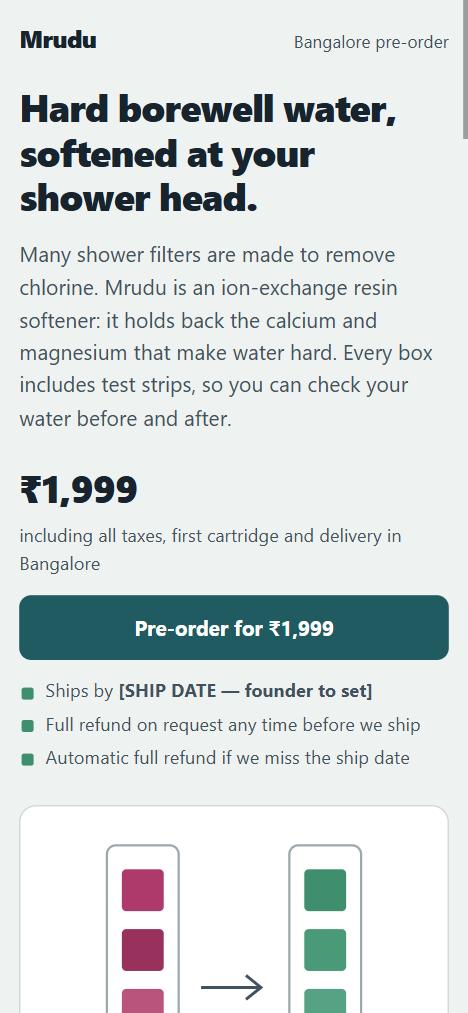 Mrudu
Bangalore pre-order
Hard borewell water,
softened at your
shower head.
Many shower filters are made to remove
chlorine. Mrudu is an ion-exchange resin
softener: it holds back the calcium and
magnesium that make water hard. Every box
includes test strips, so you can check your
water before and after.
₹1,999
including all taxes, first cartridge and delivery in
Bangalore
Pre-order for ₹1,999
Ships by [SHIP DATE — founder to set]
Full refund on request any time before we ship
Automatic full refund if we miss the ship date